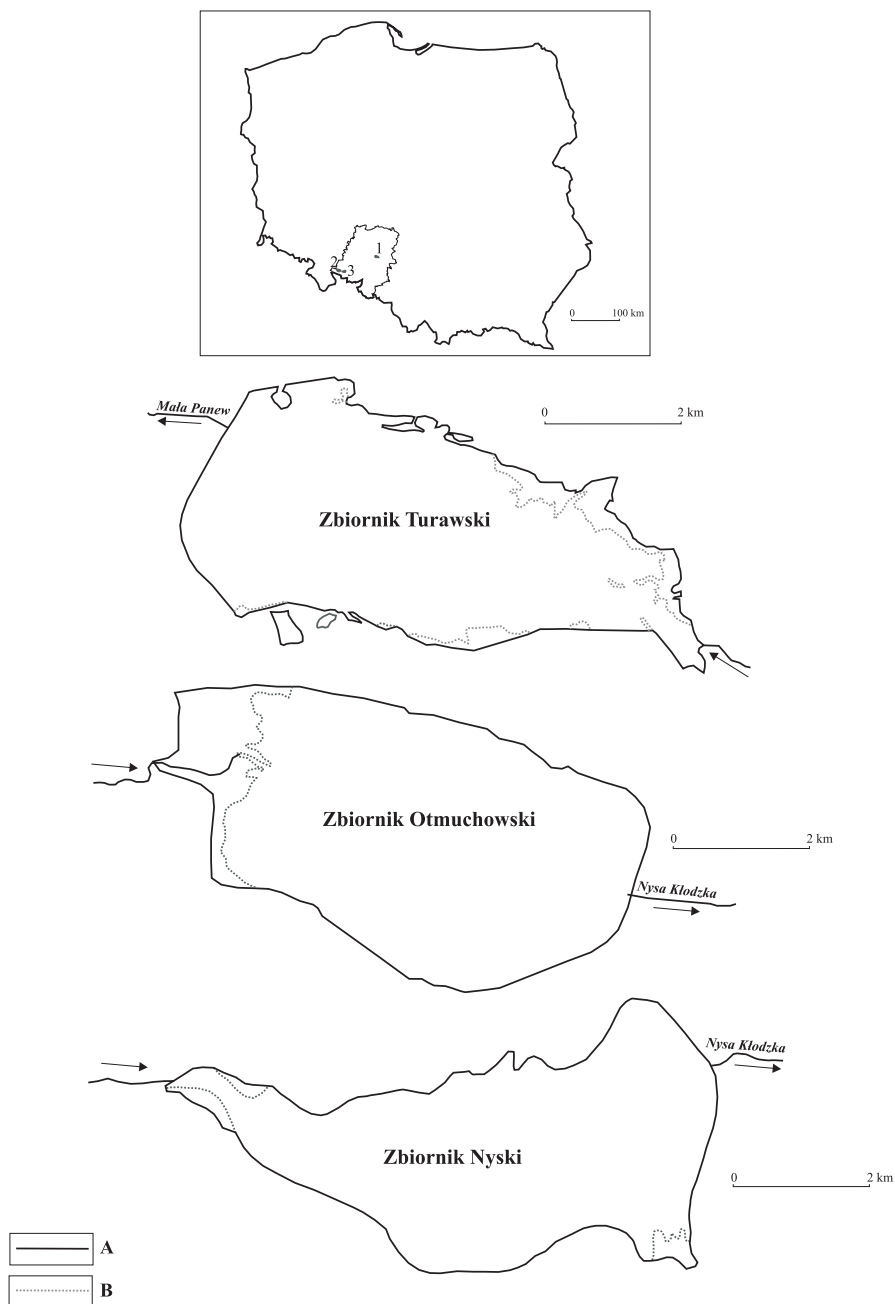 1
2
3
0 100 km
Mała Panew
0 2 km
Zbiornik Turawski
Zbiornik Otmuchowski
0 2 km
Nysa Kłodzka
Nysa Kłodzka
Zbiornik Nyski
0 2 km
A
B